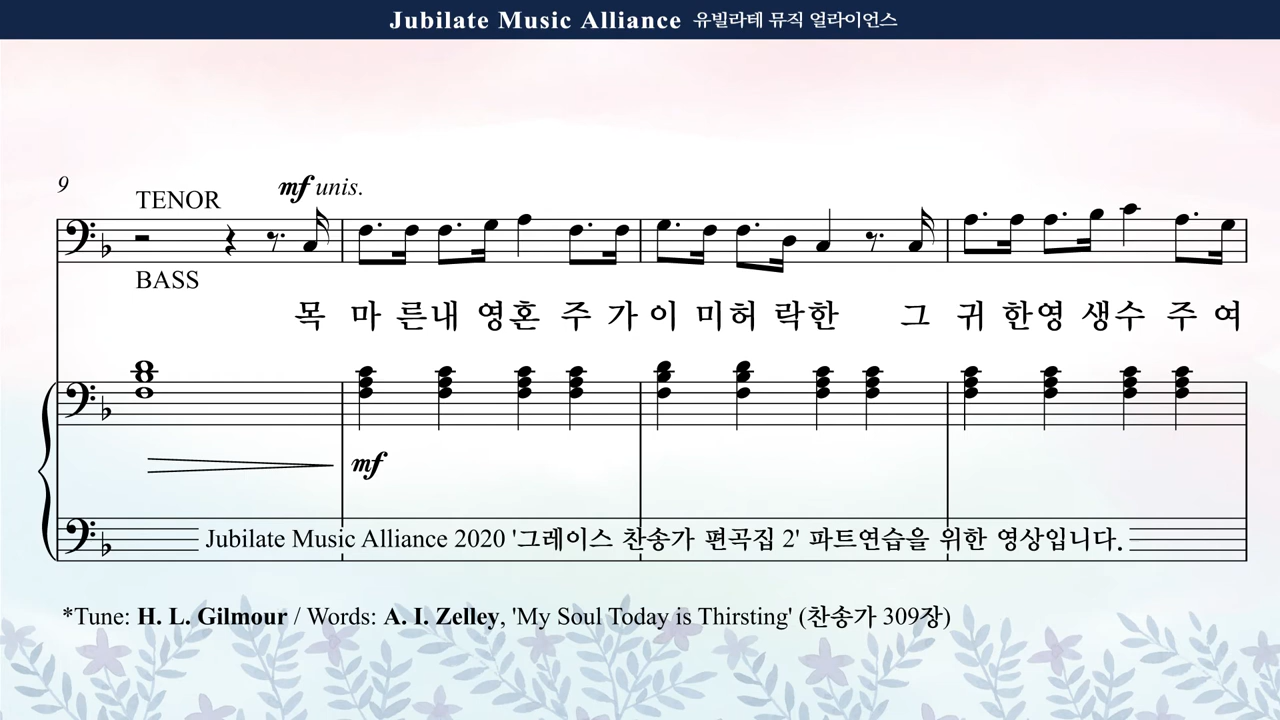 Jubilate Music Alliance 유빌라테 뮤직 얼라이언스
9
TENOR
mf unis.
BASS
목 마 른내 영혼 주 가 이 미허 락한 그 귀 한영 생수 주 여
mf
Jubilate Music Alliance 2020 '그레이스 찬송가 편곡집 2' 파트연습을 위한 영상입니다.
*Tune: H. L. Gilmour / Words: A. I. Zelley, 'My Soul Today is Thirsting' (찬송가 309장)